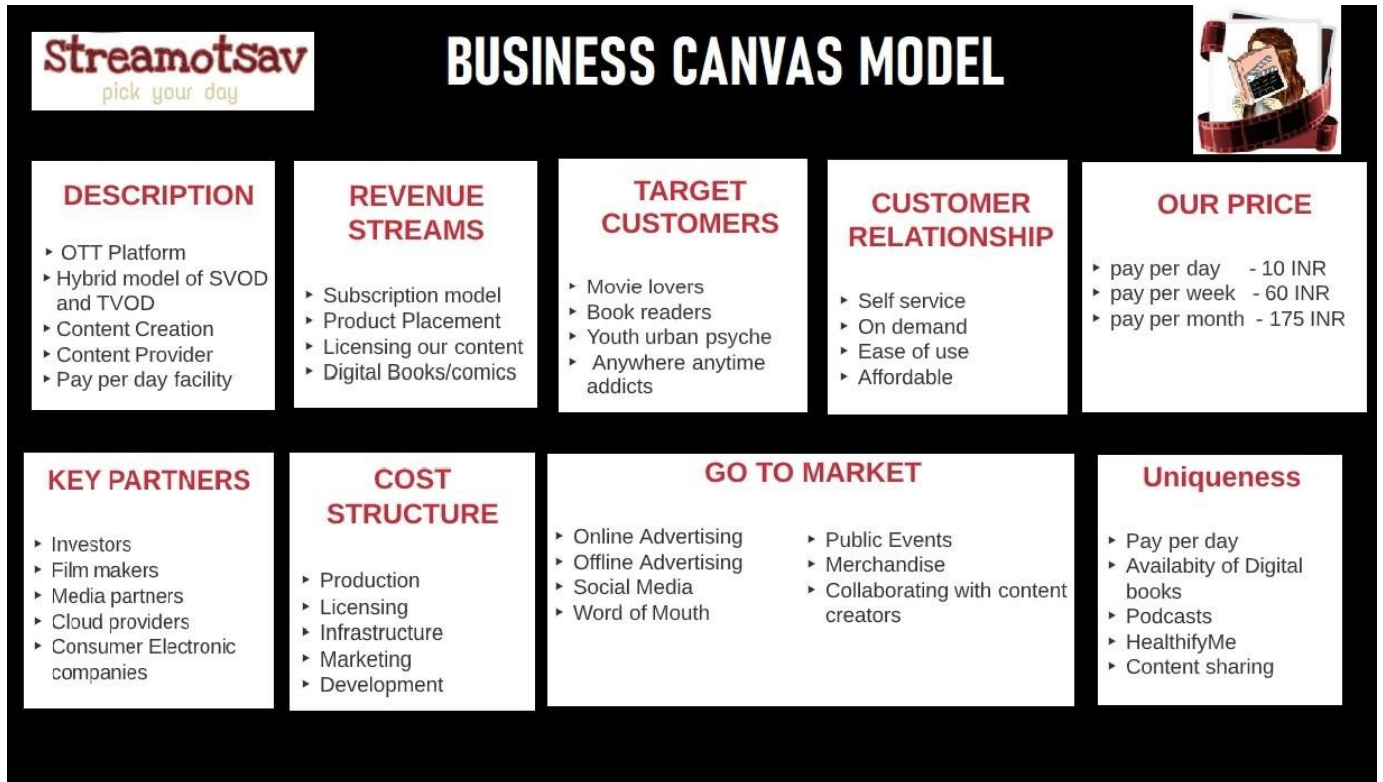 Streamotsav
pick your day
BUSINESS CANVAS MODEL
DESCRIPTION
‣ OTT Platform
‣ Hybrid model of SVOD
and TVOD
‣ Content Creation
‣ Content Provider
‣ Pay per day facility
REVENUE
STREAMS
‣ Subscription model
‣ Product Placement
‣ Licensing our content
‣ Digital Books/comics
TARGET
CUSTOMERS
‣ Movie lovers
‣ Book readers
‣ Youth urban psyche
‣ Anywhere anytime
addicts
CUSTOMER
RELATIONSHIP
‣ Self service
‣ On demand
‣ Ease of use
‣ Affordable
OUR PRICE
‣ pay per day - 10 INR
‣ pay per week - 60 INR
‣ pay per month - 175 INR
KEY PARTNERS
‣ Investors
‣ Film makers
‣ Media partners
‣ Cloud providers
‣ Consumer Electronic
companies
COST
STRUCTURE
‣ Production
‣ Licensing
‣ Infrastructure
‣ Marketing
‣ Development
GO TO MARKET
‣ Online Advertising
‣ Offline Advertising
‣ Social Media
‣ Word of Mouth
‣ Public Events
‣ Merchandise
‣ Collaborating with content
creators
Uniqueness
‣ Pay per day
‣ Availabity of Digital
books
‣ Podcasts
‣ HealthifyMe
‣ Content sharing